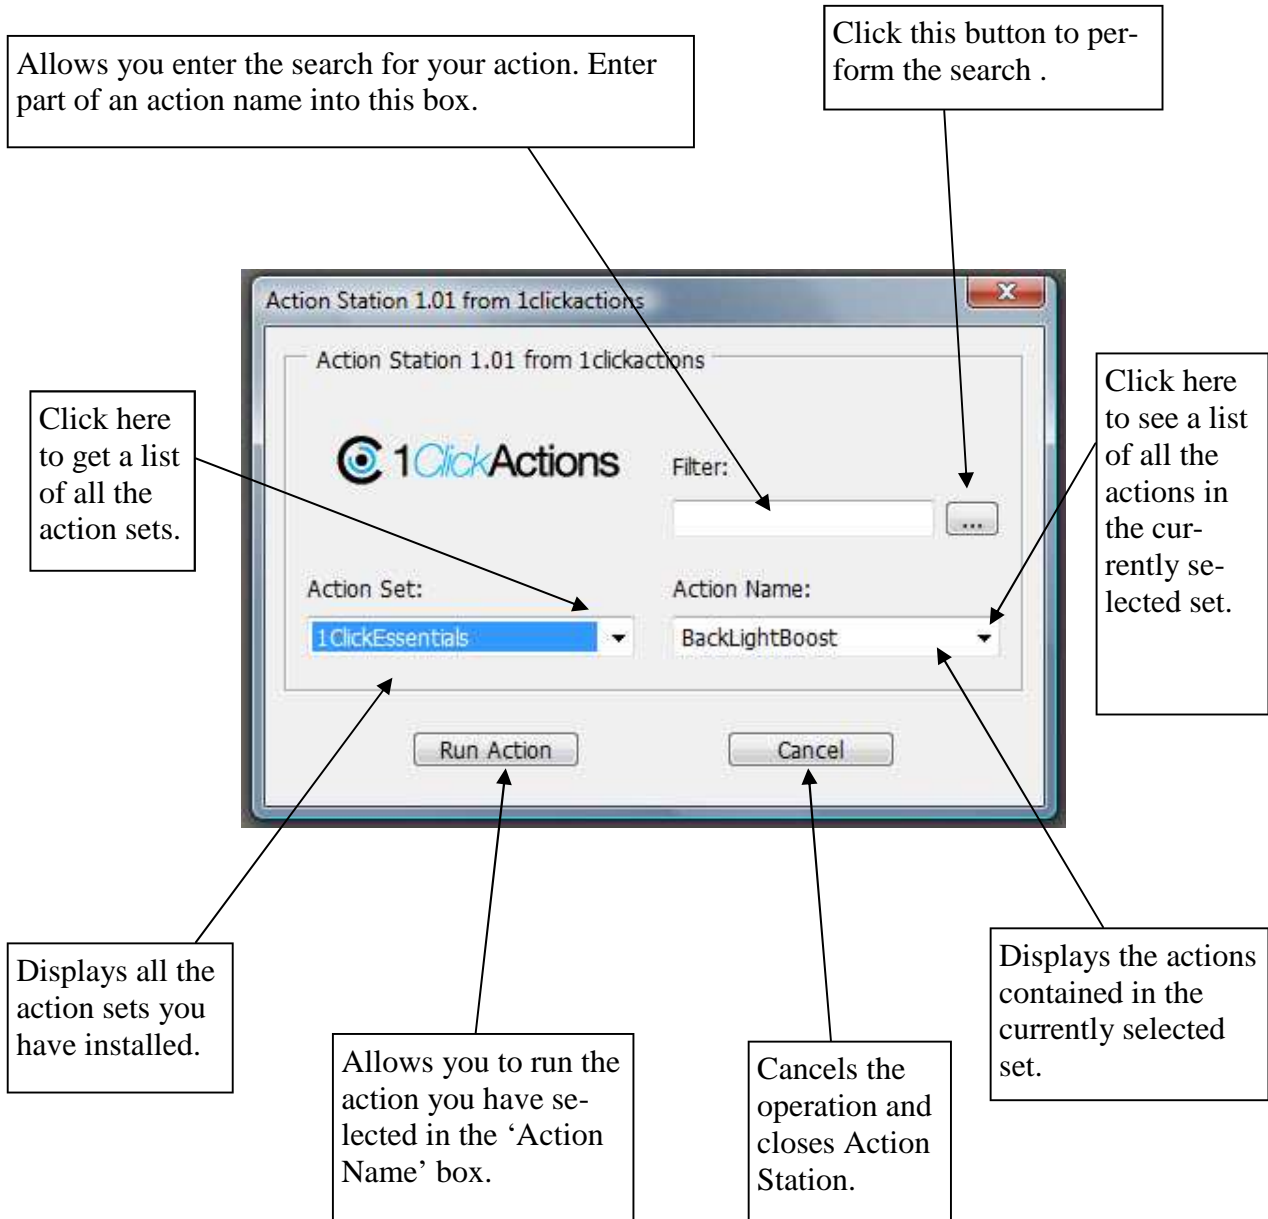 Allows you enter the search for your action. Enter
part of an action name into this box.
Click this button to per-
form the search .
Action Station 1.01 from 1clickactions
X
Action Station 1.01 from 1clickactions
Click here
to get a list
of all the
action sets.
1ClickActions
Filter:
...
Click here
to see a list
of all the
actions in
the cur-
rently se-
lected set.
Action Set:
Action Name:
1ClickEssentials
BackLightBoost
Run Action
Cancel
Displays all the
action sets you
have installed.
Allows you to run the
action you have se-
lected in the ‘Action
Name’ box.
Cancels the
operation and
closes Action
Station.
Displays the actions
contained in the
currently selected
set.